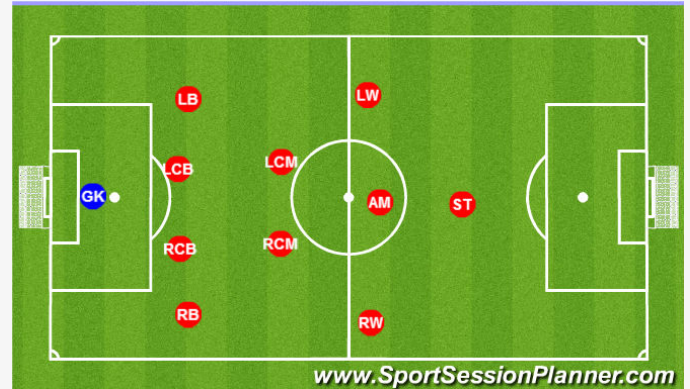 LB
LW
LCB
LCM
GK
AM
ST
RCB
RCM
RB
RW
www.SportSessionPlanner.com